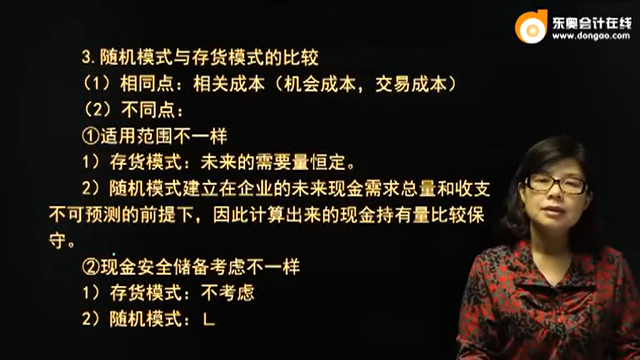 东奥会计在线
www.dongao.com
3.随机模式与存货模式的比较
（1）相同点：相关成本（机会成本，交易成本）
（2）不同点：
①适用范围不一样
1）存货模式：未来的需要量恒定。
2）随机模式建立在企业的未来现金需求总量和收支
不可预测的前提下，因此计算出来的现金持有量比较保
守。
②现金安全储备考虑不一样
1）存货模式：不考虑
2）随机模式：L